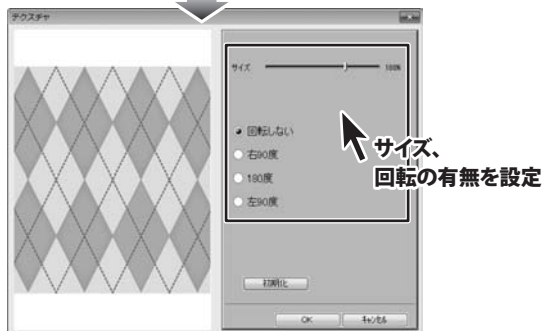 テクスチャ
サイズ 100%
回転しない
右90度
180度
左90度
サイズ、
回転の有無を設定
初期化
OK キャンセル